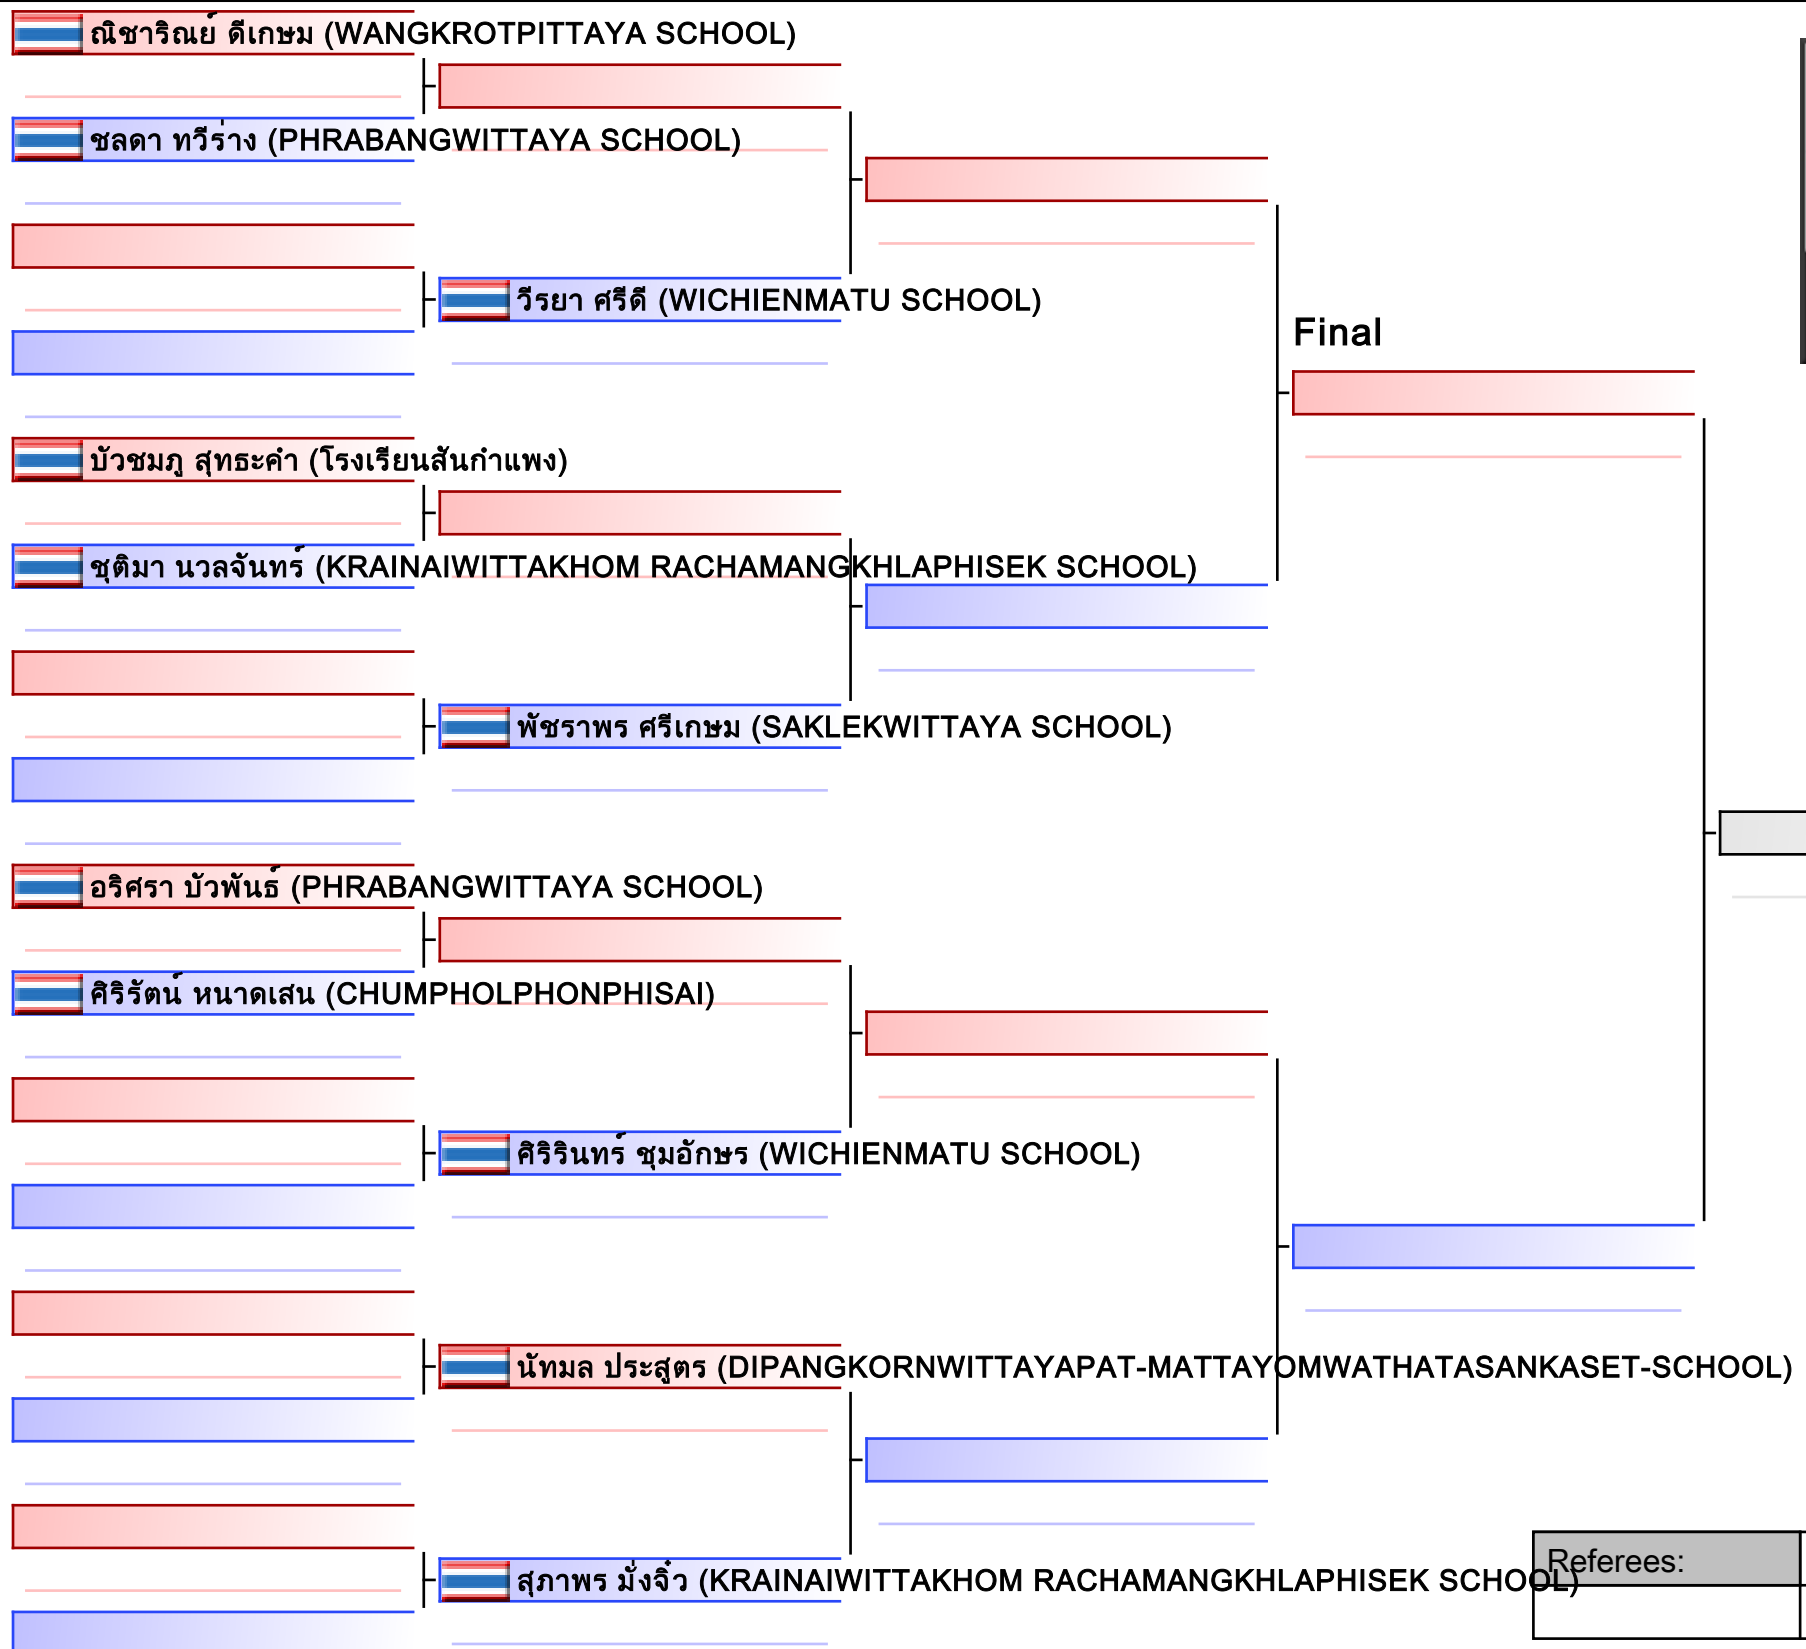 ณิชาริณย์ ดีเกษม (WANGKROTPITTAYA SCHOOL)
ชลดา ทวีร่าง (PHRABANGWITTAYA SCHOOL)
วีรยา ศรีดี (WICHIENMATU SCHOOL)
Final
บัวชมภู สุทธะคำ (โรงเรียนสันกำแพง)
ชุติมา นวลจันทร์ (KRAINAIWITTAKHOM RACHAMANGKHLAPHISEK SCHOOL)
พัชราพร ศรีเกษม (SAKLEKWITTAYA SCHOOL)
อริศรา บัวพันธ์ (PHRABANGWITTAYA SCHOOL)
ศิริรัตน์ หนาดเสน (CHUMPHOLPHONPHISAI)
ศิริรินทร์ ชุมอักษร (WICHIENMATU SCHOOL)
นัทมล ประสูตร (DIPANGKORNWITTAYAPAT-MATTAYOMWATHATASANKASET-SCHOOL)
สุภาพร มั่งจิ๋ว (KRAINAIWITTAKHOM RACHAMANGKHLAPHISEK SCHOOL)
Referees: